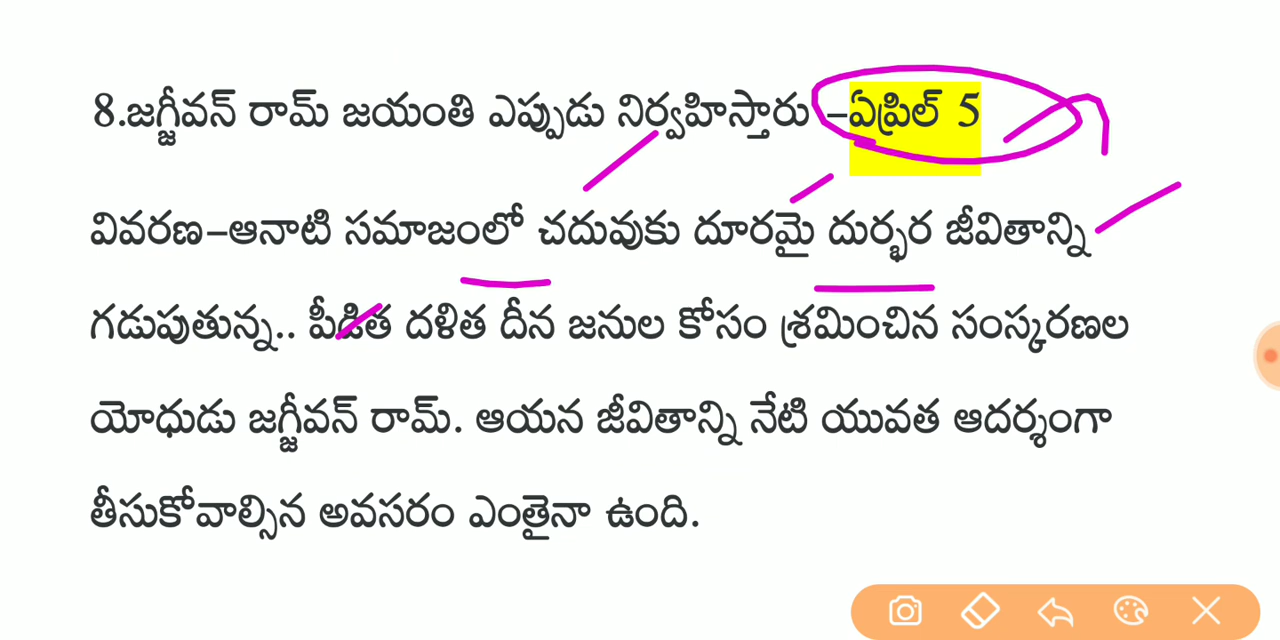 8.జగ్జీవన్ రామ్ జయంతి ఎప్పుడు నిర్వహిస్తారు –ఏప్రిల్ 5
వివరణ–ఆనాటి సమాజంలో చదువుకు దూరమై దుర్భర జీవితాన్ని
గడుపుతున్న.. పీడిత దళిత దీన జనుల కోసం శ్రమించిన సంస్కరణల
యోధుడు జగ్జీవన్ రామ్. ఆయన జీవితాన్ని నేటి యువత ఆదర్శంగా
తీసుకోవాల్సిన అవసరం ఎంతైనా ఉంది.